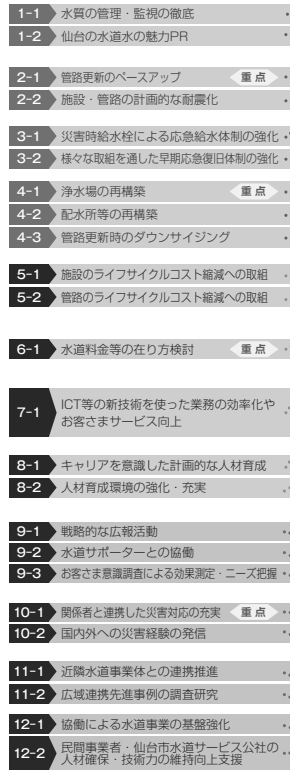 1-1 水質の管理・監視の徹底
1-2 仙台の水道水の魅力PR
2-1 管路更新のペースアップ 重点
2-2 施設・管路の計画的な耐震化
3-1 災害時給水栓による応急給水体制の強化
3-2 様々な取組を通した早期応急復旧体制の強化
4-1 浄水場の再構築 重点
4-2 配水所等の再構築
4-3 管路更新時のダウンサイジング
5-1 施設のライフサイクルコスト縮減への取組
5-2 管路のライフサイクルコスト縮減への取組
6-1 水道料金等の在り方検討 重点
7-1 ICT等の新技術を使った業務の効率化や
お客さまサービス向上
8-1 キャリアを意識した計画的な人材育成
8-2 人材育成環境の強化・充実
9-1 戦略的な広報活動
9-2 水道サポーターとの協働
9-3 お客さま意識調査による効果測定・ニーズ把握
10-1 関係者と連携した災害対応の充実 重点
10-2 国内外への災害経験の発信
11-1 近隣水道事業体との連携推進
11-2 広域連携先進事例の調査研究
12-1 協働による水道事業の基盤強化
12-2 民間事業者・仙台市水道サービス公社の
人材確保・技術力の維持向上支援